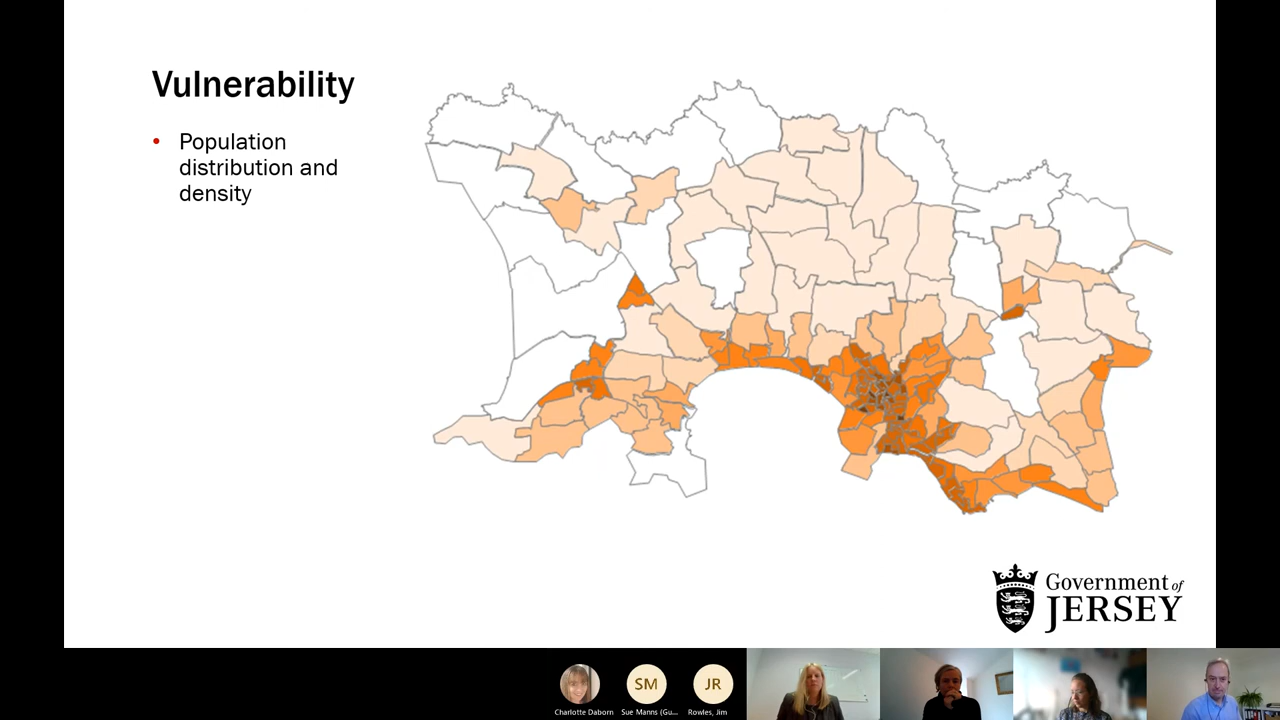 Vulnerability
• Population
distribution and
density
Government of
JERSEY
SM
JR
Charlotte Daborn
Sue Manns (Gu...
Rowles, Jim